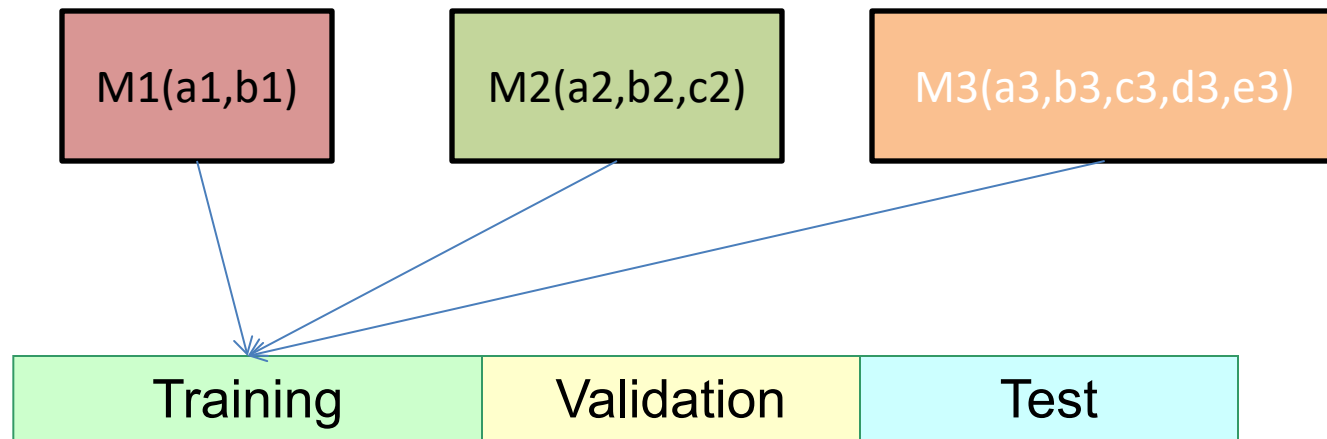 M1(a1,b1)
M2(a2,b2,c2)
M3(a3,b3,c3,d3,e3)
Training
Validation
Test